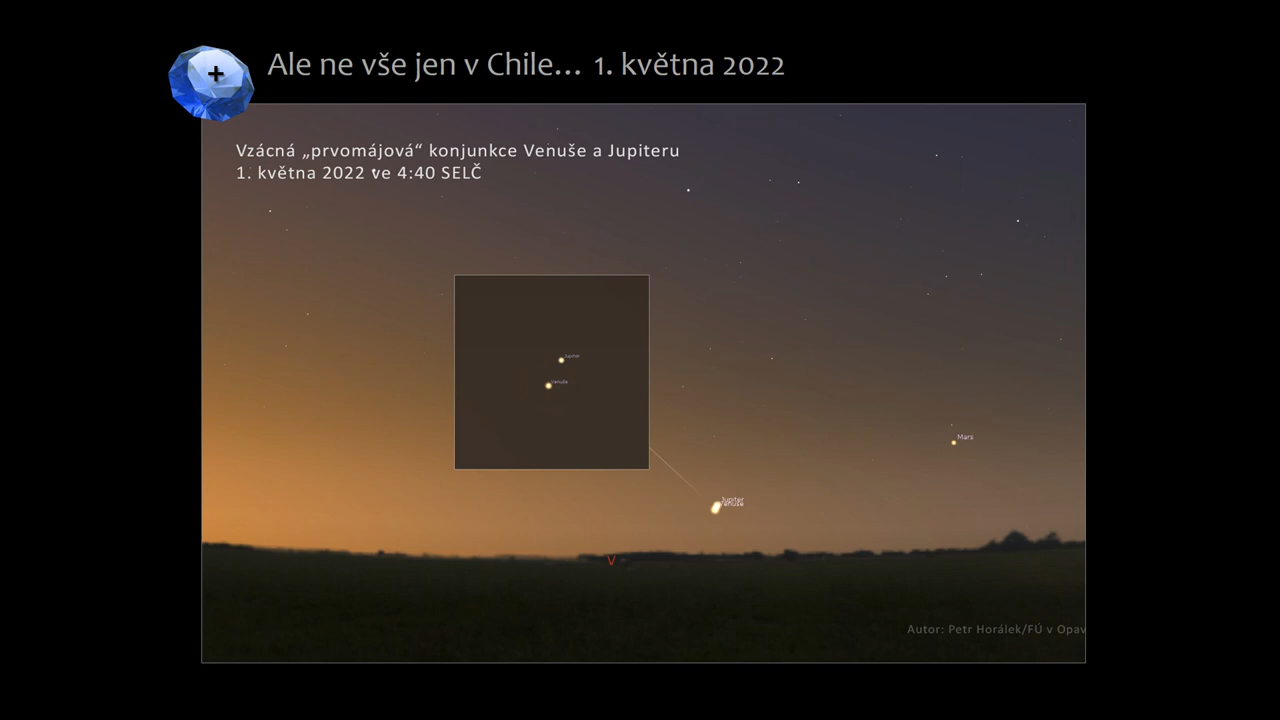 Ale ne vše jen v Chile... 1. května 2022
Vzácná „prvomájová“ konjunkce Venuše a Jupiteru
1. května 2022 ve 4:40 SELČ
Jupiter
Venuše
Mars
Jupiter
Venuše
V
Autor: Petr Horálek/FÚ v Opav